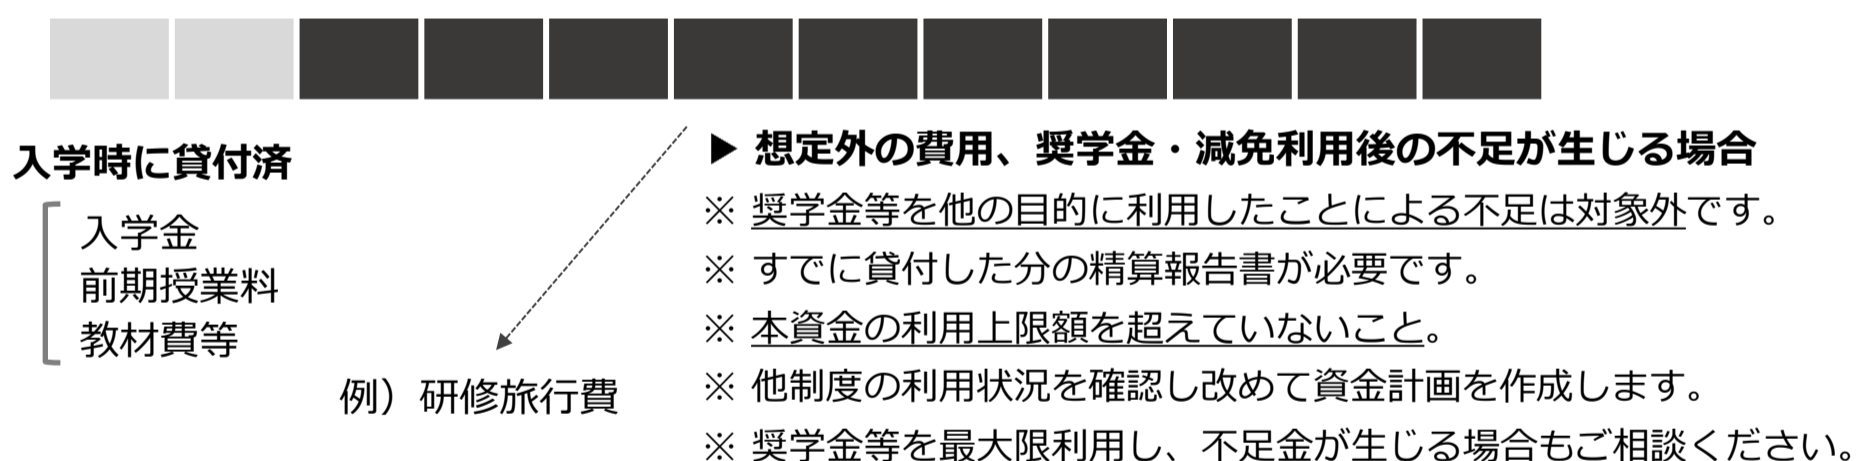 入学時に貸付済
入学金
前期授業料
教材費等
例）研修旅行費
▶ 想定外の費用、奨学金・減免利用後の不足が生じる場合
※ 奨学金等を他の目的に利用したことによる不足は対象外です。
※ すでに貸付した分の精算報告書が必要です。
※ 本資金の利用上限額を超えていないこと。
※ 他制度の利用状況を確認し改めて資金計画を作成します。
※ 奨学金等を最大限利用し、不足金が生じる場合もご相談ください。